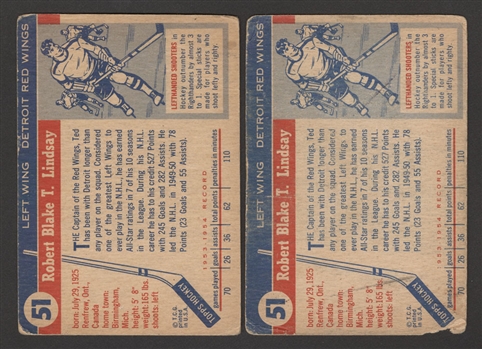 51
Robert Blake T. Lindsay
LEFT WING DETROIT RED WINGS
born: July 29, 1925
Renfrew, Ont.,
Canada
home town:
Birmingham,
Mich.
height: 5' 8"
weight: 165 lbs.
shoots: left
THE Captain of the Red Wings, Ted
has been with Detroit longer than
any player on the squad. Considered
one of the greatest Left Wings to
ever play in the N.H.L., he has earned
All-Star ratings in 7 of his 10 seasons
in the League. During his N.H.L.
career he has to his credit 527 Points
with 245 Goals and 282 Assists. He
led the N.H.L. in 1949-50 with 78
Points (23 Goals and 55 Assists).
LEFTHANDED SHOOTERS in
Hockey outnumber the
Righthanders by almost 3
to 1. Special sticks are
made for players who
shoot lefty and righty.
TOPPS HOCKEY
© T.C.G.
PRINTED IN U.S.A.
1953-1954 RECORD
games played goals assists total points penalties in minutes
70 26 36 62 110
51
Robert Blake T. Lindsay
LEFT WING DETROIT RED WINGS
born: July 29, 1925
Renfrew, Ont.,
Canada
home town:
Birmingham,
Mich.
height: 5' 8"
weight: 165 lbs.
shoots: left
THE Captain of the Red Wings, Ted
has been with Detroit longer than
any player on the squad. Considered
one of the greatest Left Wings to
ever play in the N.H.L., he has earned
All-Star ratings in 7 of his 10 seasons
in the League. During his N.H.L.
career he has to his credit 527 Points
with 245 Goals and 282 Assists. He
led the N.H.L. in 1949-50 with 78
Points (23 Goals and 55 Assists).
LEFTHANDED SHOOTERS in
Hockey outnumber the
Righthanders by almost 3
to 1. Special sticks are
made for players who
shoot lefty and righty.
TOPPS HOCKEY
© T.C.G.
PRINTED IN U.S.A.
1953-1954 RECORD
games played goals assists total points penalties in minutes
70 26 36 62 110